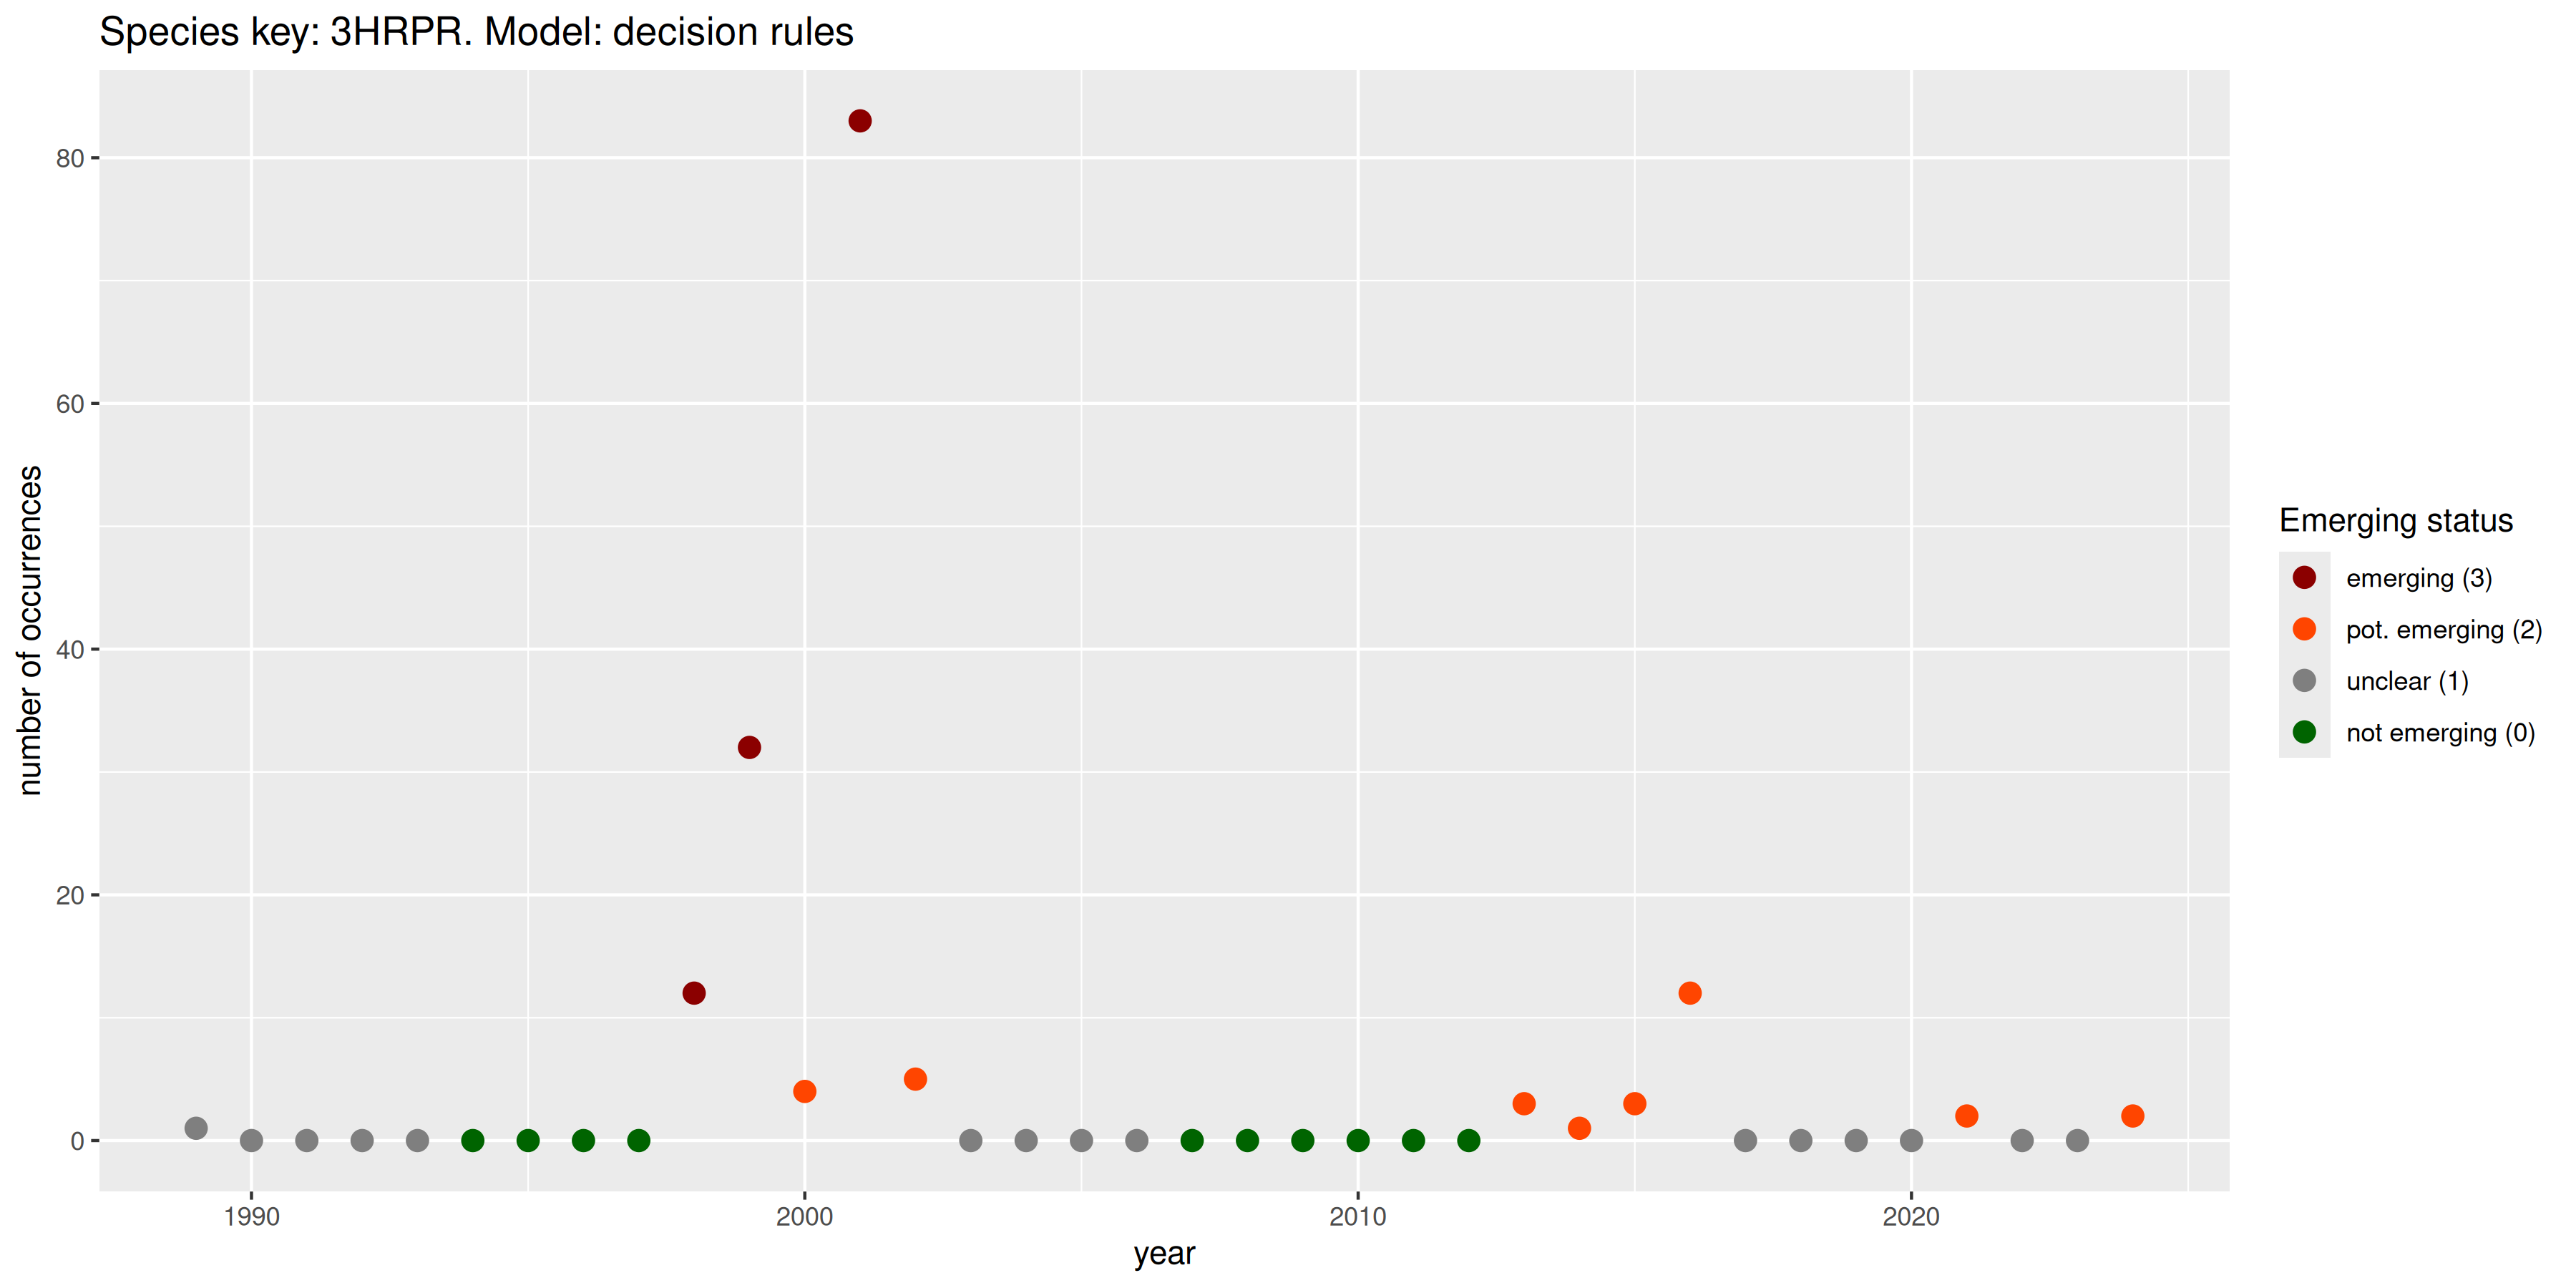 Species key: 3HRPR. Model: decision rules
number of occurrences
80
60
40
20
0
1990 2000 2010 2020
year
Emerging status
emerging (3)
pot. emerging (2)
unclear (1)
not emerging (0)